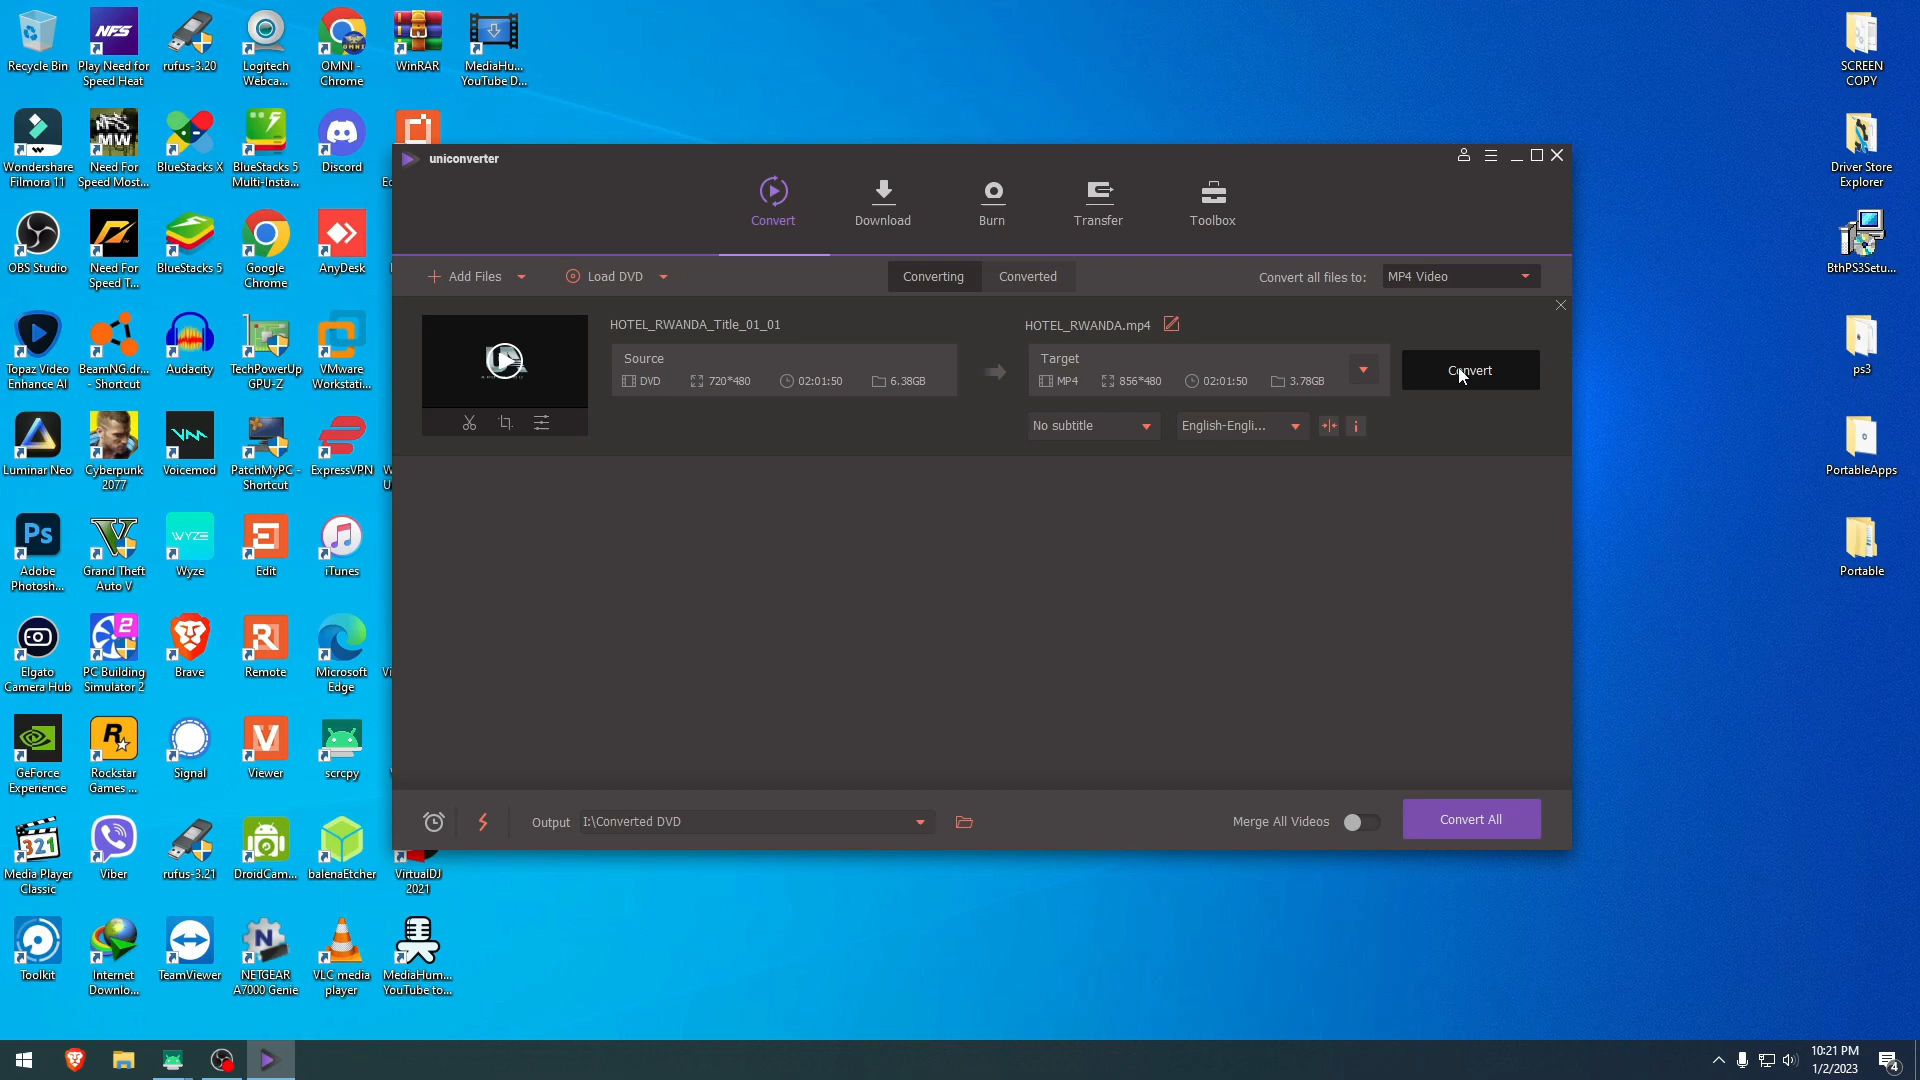 Recycle Bin
Play Need for
Speed Heat
rufus-3.20
Logitech
Webca...
OMNI -
Chrome
WinRAR
MediaHu...
YouTube D...
Wondershare
Filmora 11
Need For
Speed Most...
BlueStacks X
BlueStacks 5
Multi-Insta...
Discord
OBS Studio
Need For
Speed T...
BlueStacks 5
Google
Chrome
AnyDesk
Topaz Video
Enhance AI
BeamNG.dr...
- Shortcut
Audacity
TechPowerUp
GPU-Z
VMware
Workstati...
Luminar Neo
Cyberpunk
2077
Voicemod
PatchMyPC -
Shortcut
ExpressVPN
Adobe
Photosh...
Grand Theft
Auto V
Wyze
Edit
iTunes
Elgato
Camera Hub
PC Building
Simulator 2
Brave
Remote
Microsoft
Edge
GeForce
Experience
Rockstar
Games ...
Signal
Viewer
scrcpy
Media Player
Classic
Viber
rufus-3.21
DroidCam...
balenaEtcher
VirtualDJ
2021
Toolkit
Internet
Downlo...
TeamViewer
NETGEAR
A7000 Genie
VLC media
player
MediaHum...
YouTube to...
uniconverter
Convert
Download
Burn
Transfer
Toolbox
Add Files
Load DVD
Converting
Converted
Convert all files to:
MP4 Video
HOTEL_RWANDA_Title_01_01
HOTEL_RWANDA.mp4
Source
DVD
720*480
02:01:50
6.38GB
Target
MP4
856*480
02:01:50
3.78GB
Convert
No subtitle
English-Engli...
Output
I:\Converted DVD
Merge All Videos
Convert All
SCREEN
COPY
Driver Store
Explorer
BthPS3Setu...
ps3
PortableApps
Portable
10:21 PM
1/2/2023
4